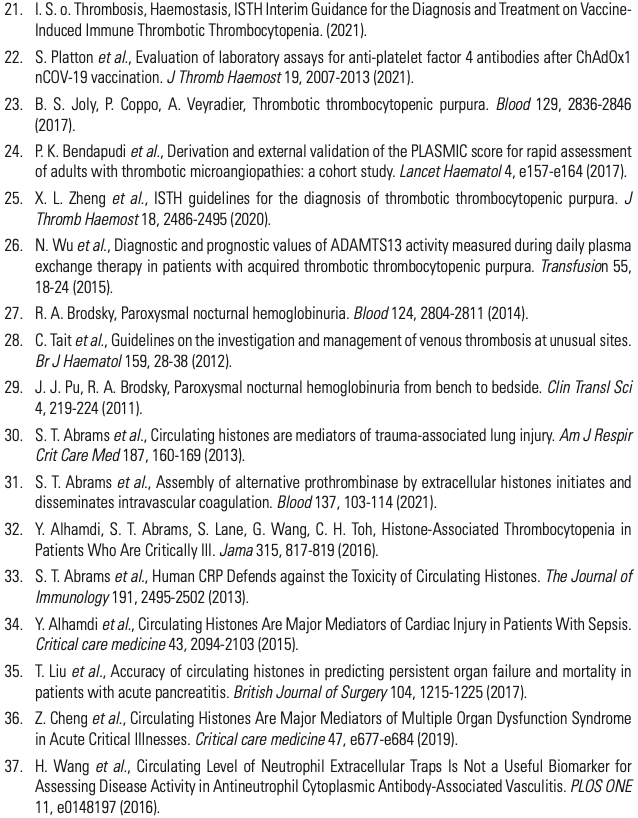 21. I. S. o. Thrombosis, Haemostasis, ISTH Interim Guidance for the Diagnosis and Treatment on Vaccine-
Induced Immune Thrombotic Thrombocytopenia. (2021).
22. S. Platton et al., Evaluation of laboratory assays for anti-platelet factor 4 antibodies after ChAdOx1
nCOV-19 vaccination. J Thromb Haemost 19, 2007-2013 (2021).
23. B. S. Joly, P. Coppo, A. Veyradier, Thrombotic thrombocytopenic purpura. Blood 129, 2836-2846
(2017).
24. P. K. Bendapudi et al., Derivation and external validation of the PLASMIC score for rapid assessment
of adults with thrombotic microangiopathies: a cohort study. Lancet Haematol 4, e157-e164 (2017).
25. X. L. Zheng et al., ISTH guidelines for the diagnosis of thrombotic thrombocytopenic purpura. J
Thromb Haemost 18, 2486-2495 (2020).
26. N. Wu et al., Diagnostic and prognostic values of ADAMTS13 activity measured during daily plasma
exchange therapy in patients with acquired thrombotic thrombocytopenic purpura. Transfusion 55,
18-24 (2015).
27. R. A. Brodsky, Paroxysmal nocturnal hemoglobinuria. Blood 124, 2804-2811 (2014).
28. C. Tait et al., Guidelines on the investigation and management of venous thrombosis at unusual sites.
Br J Haematol 159, 28-38 (2012).
29. J. J. Pu, R. A. Brodsky, Paroxysmal nocturnal hemoglobinuria from bench to bedside. Clin Transl Sci
4, 219-224 (2011).
30. S. T. Abrams et al., Circulating histones are mediators of trauma-associated lung injury. Am J Respir
Crit Care Med 187, 160-169 (2013).
31. S. T. Abrams et al., Assembly of alternative prothrombinase by extracellular histones initiates and
disseminates intravascular coagulation. Blood 137, 103-114 (2021).
32. Y. Alhamdi, S. T. Abrams, S. Lane, G. Wang, C. H. Toh, Histone-Associated Thrombocytopenia in
Patients Who Are Critically Ill. Jama 315, 817-819 (2016).
33. S. T. Abrams et al., Human CRP Defends against the Toxicity of Circulating Histones. The Journal of
Immunology 191, 2495-2502 (2013).
34. Y. Alhamdi et al., Circulating Histones Are Major Mediators of Cardiac Injury in Patients With Sepsis.
Critical care medicine 43, 2094-2103 (2015).
35. T. Liu et al., Accuracy of circulating histones in predicting persistent organ failure and mortality in
patients with acute pancreatitis. British Journal of Surgery 104, 1215-1225 (2017).
36. Z. Cheng et al., Circulating Histones Are Major Mediators of Multiple Organ Dysfunction Syndrome
in Acute Critical Illnesses. Critical care medicine 47, e677-e684 (2019).
37. H. Wang et al., Circulating Level of Neutrophil Extracellular Traps Is Not a Useful Biomarker for
Assessing Disease Activity in Antineutrophil Cytoplasmic Antibody-Associated Vasculitis. PLOS ONE
11, e0148197 (2016).